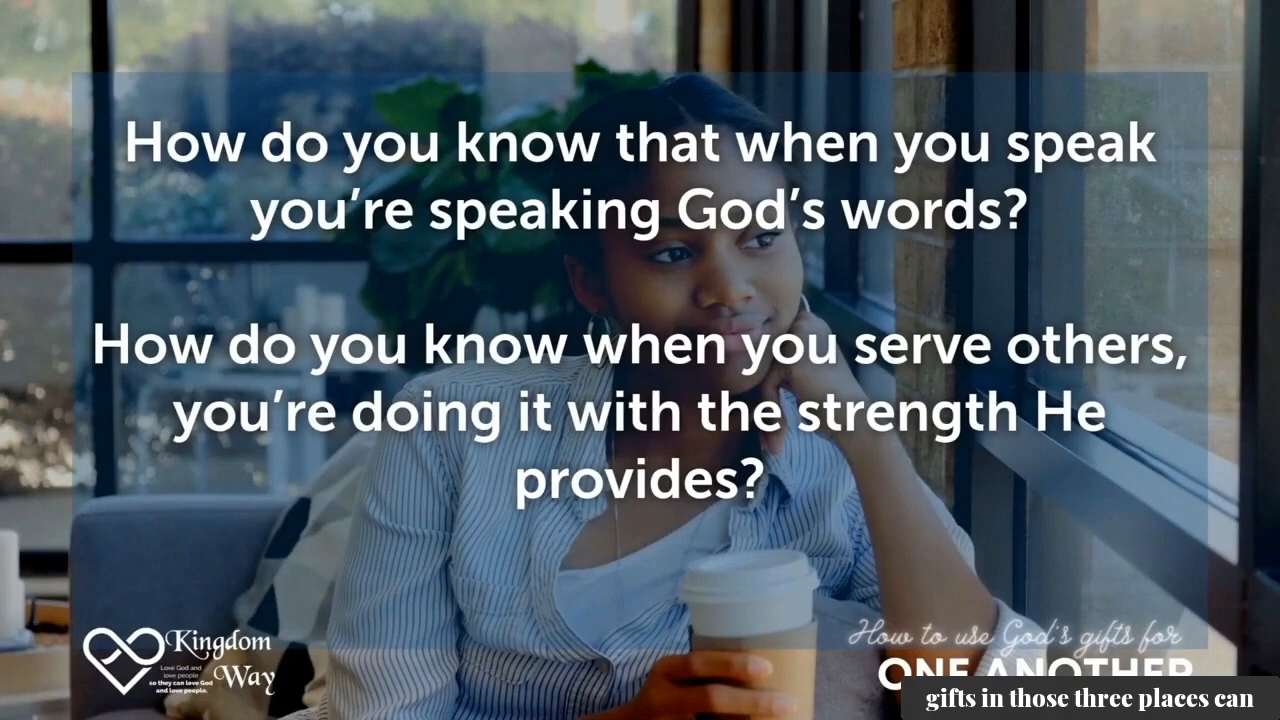 How do you know that when you speak
you're speaking God's words?
How do you know when you serve others,
you're doing it with the strength He
provides?
Kingdom
Way
Love God and
love people
so they can love God
and love people.
How to use God's gifts for
ONE ANOTHER
gifts in those three places can